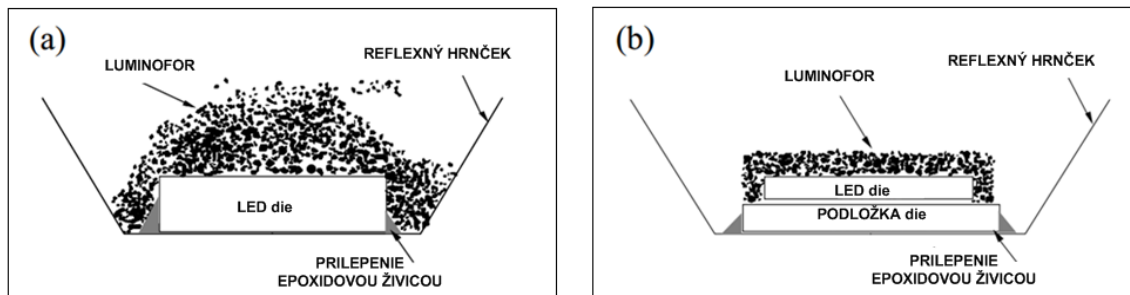 (a)
REFLEXNÝ HRNČEK
LUMINOFOR
LED die
PRILEPENIE
EPOXIDOVOU ŽIVICOU
(b)
REFLEXNÝ HRNČEK
LUMINOFOR
LED die
PODLOŽKA die
PRILEPENIE
EPOXIDOVOU ŽIVICOU